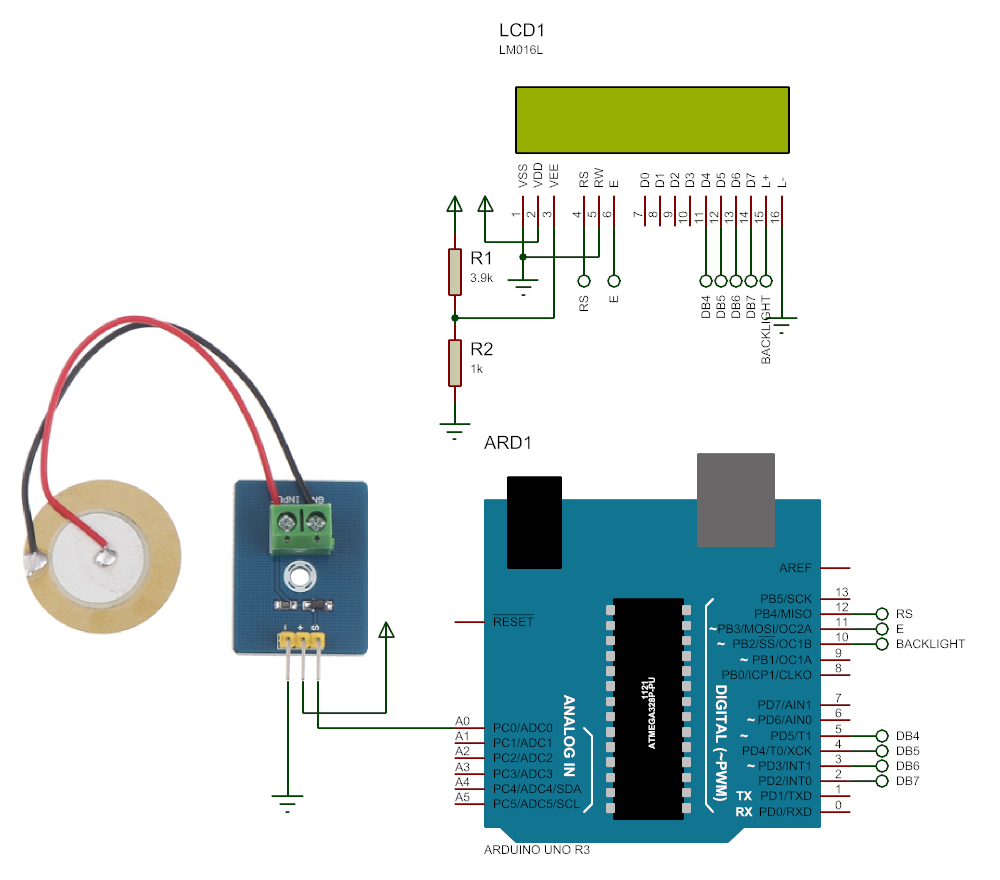 LCD1
LM016L
VSS
VDD
VEE
RS
RW
E
D0
D1
D2
D3
D4
D5
D6
D7
L+
L-
1
2
3
4
5
6
7
8
9
10
11
12
13
14
15
16
RS
E
DB4
DB5
DB6
DB7
BACKLIGHT
R1
3.9k
R2
1k
INPUT
-
+
S
ARD1
AREF
RESET
PB5/SCK 13
PB4/MISO 12 RS
~PB3/MOSI/OC2A 11 E
~ PB2/SS/OC1B 10 BACKLIGHT
~ PB1/OC1A 9
PB0/ICP1/CLKO 8
PD7/AIN1 7
~ PD6/AIN0 6
~ PD5/T1 5 DB4
PD4/T0/XCK 4 DB5
~ PD3/INT1 3 DB6
PD2/INT0 2 DB7
TX PD1/TXD 1
RX PD0/RXD 0
A0 PC0/ADC0
A1 PC1/ADC1
A2 PC2/ADC2
A3 PC3/ADC3
A4 PC4/ADC4/SDA
A5 PC5/ADC5/SCL
ANALOG IN
1121
ATMEGA328P-PU
DIGITAL (~PWM)
ARDUINO UNO R3